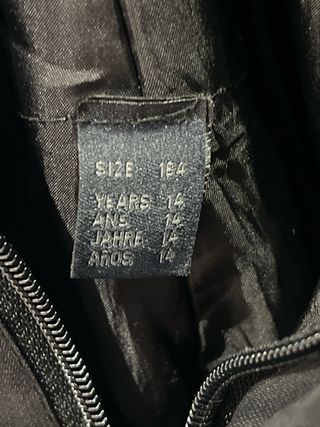 SIZE 164
YEARS 14
ANS 14
JAHRE 14
AÑOS 14